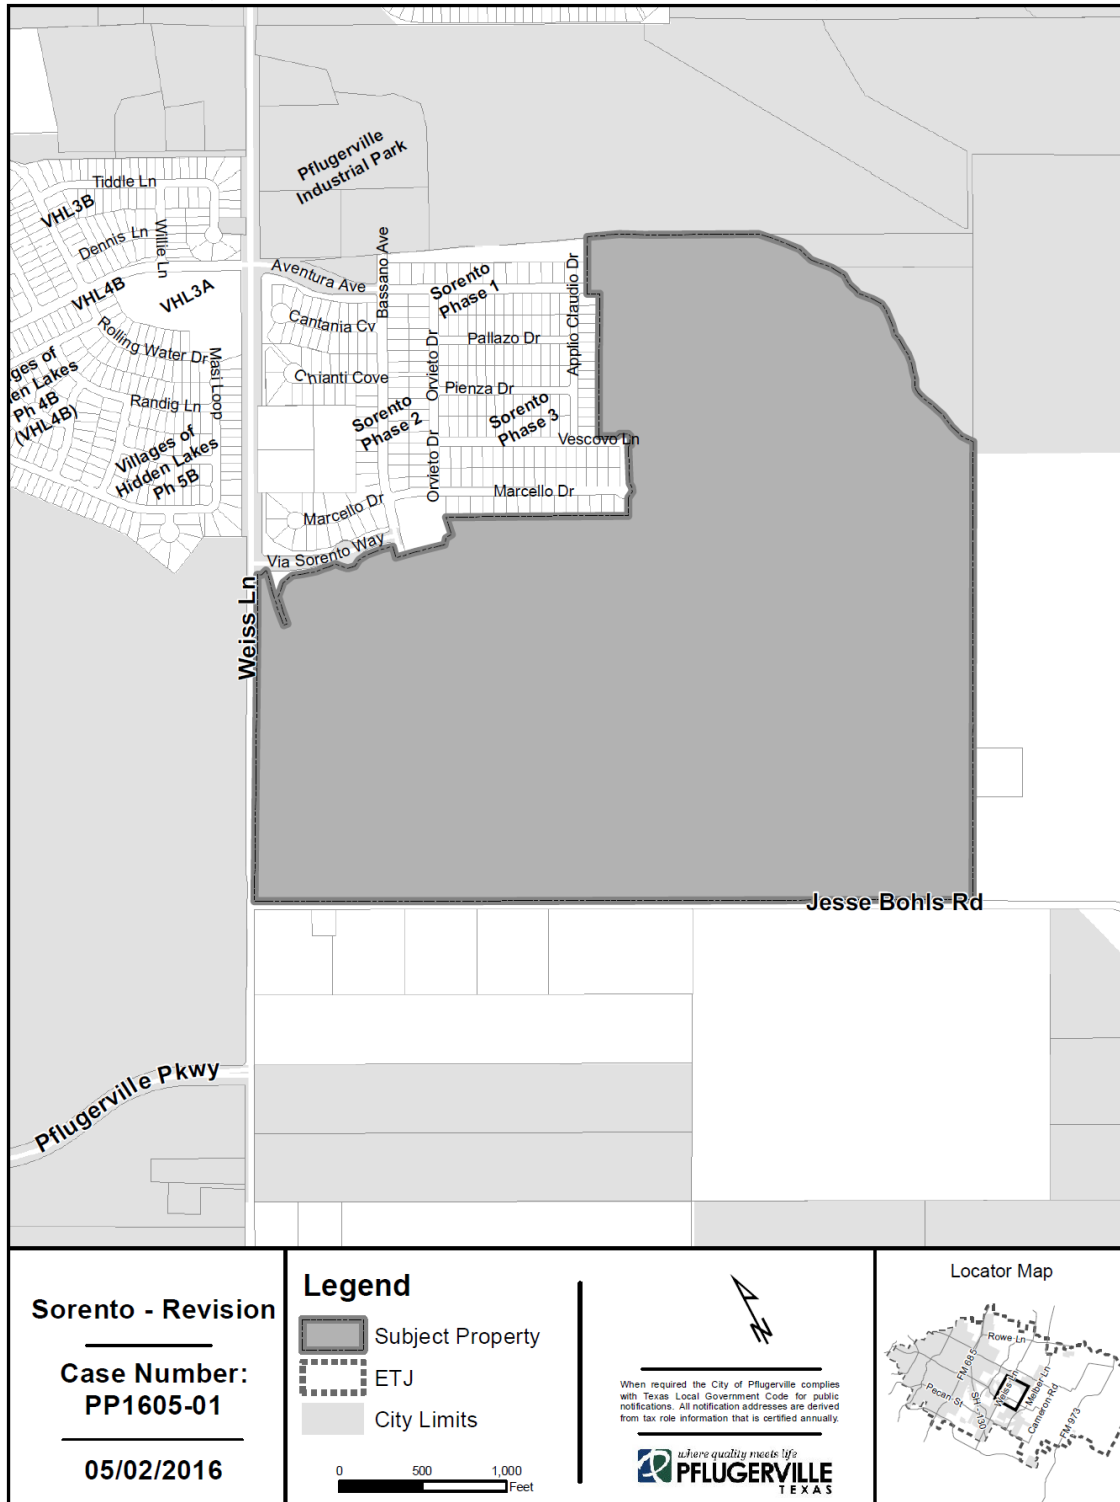 Pflugerville
Industrial Park
Tiddle Ln
VHL3B
Dennis Ln
Willie Ln
VHL4B
VHL3A
Aventura Ave
Bassano Ave
Sorento
Phase 1
Applio Claudio Dr
Cantania Cv
Rolling Water Dr
Orvieto Dr
Pallazo Dr
Masi Loop
Chianti Cove
Pienza Dr
ges of
en Lakes
Ph 4B
(VHL4B)
Randig Ln
Sorento
Phase 2
Sorento
Phase 3
Vescovo Ln
Villages of
Hidden Lakes
Ph 5B
Orvieto Dr
Marcello Dr
Marcello Dr
Via Sorento Way
Weiss Ln
Jesse Bohls Rd
Pflugerville Pkwy
Sorento - Revision
Case Number:
PP1605-01
05/02/2016
Legend
Subject Property
ETJ
City Limits
0 500 1,000
Feet
N
When required the City of Pflugerville complies
with Texas Local Government Code for public
notifications. All notification addresses are derived
from tax role information that is certified annually.
where quality meets life
PFLUGERVILLE
TEXAS
Locator Map
Rowe Ln
FM 685
Weiss Ln
Melber Ln
Pecan St
SH - 130
Cameron Rd
FM 973